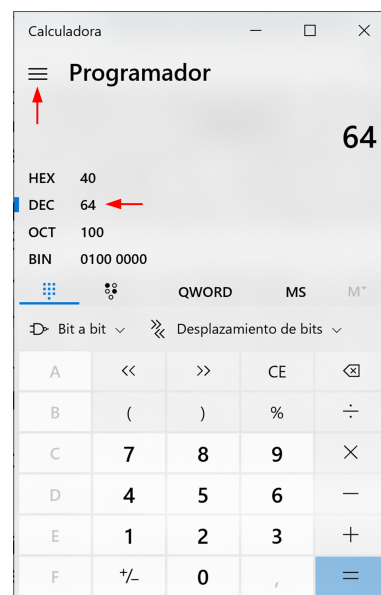 Calculadora
Programador
64
HEX 40
DEC 64
OCT 100
BIN 0100 0000
QWORD MS M
Bit a bit Desplazamiento de bits
A << >> CE
B ( ) % ÷
C 7 8 9 ×
D 4 5 6 −
E 1 2 3 +
F +/− 0 , =